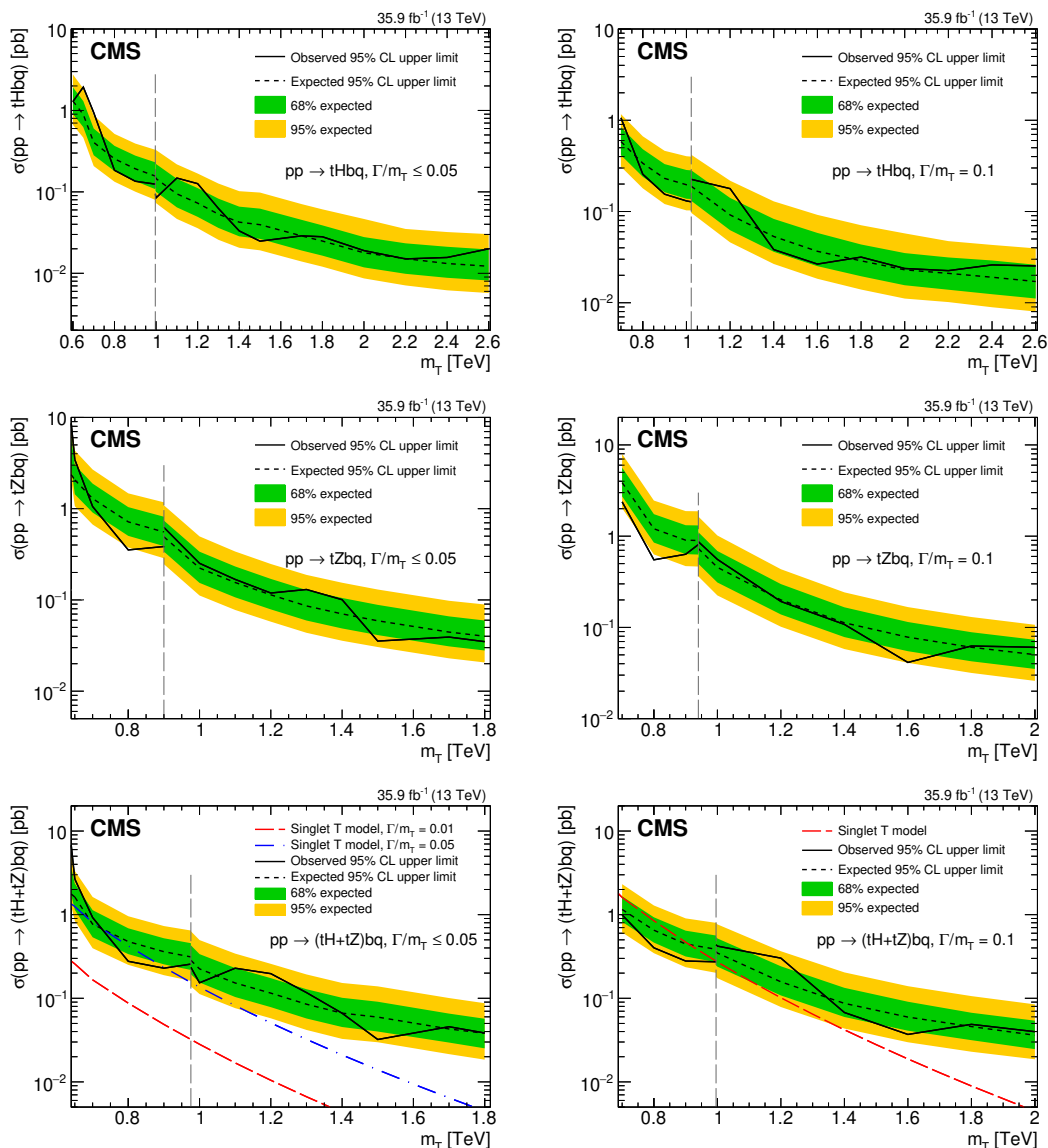 35.9 fb⁻¹ (13 TeV)
CMS
Observed 95% CL upper limit
Expected 95% CL upper limit
68% expected
95% expected
pp → tHbq, Γ/m_T ≤ 0.05
σ(pp → tHbq) [pb]
10
1
10⁻¹
10⁻²
0.6 0.8 1 1.2 1.4 1.6 1.8 2 2.2 2.4 2.6
m_T [TeV]
35.9 fb⁻¹ (13 TeV)
CMS
Observed 95% CL upper limit
Expected 95% CL upper limit
68% expected
95% expected
pp → tHbq, Γ/m_T = 0.1
σ(pp → tHbq) [pb]
10
1
10⁻¹
10⁻²
0.8 1 1.2 1.4 1.6 1.8 2 2.2 2.4 2.6
m_T [TeV]
35.9 fb⁻¹ (13 TeV)
CMS
Observed 95% CL upper limit
Expected 95% CL upper limit
68% expected
95% expected
pp → tZbq, Γ/m_T ≤ 0.05
σ(pp → tZbq) [pb]
10
1
10⁻¹
10⁻²
0.8 1 1.2 1.4 1.6 1.8
m_T [TeV]
35.9 fb⁻¹ (13 TeV)
CMS
Observed 95% CL upper limit
Expected 95% CL upper limit
68% expected
95% expected
pp → tZbq, Γ/m_T = 0.1
σ(pp → tZbq) [pb]
10²
10
1
10⁻¹
10⁻²
0.8 1 1.2 1.4 1.6 1.8 2
m_T [TeV]
35.9 fb⁻¹ (13 TeV)
CMS
Singlet T model, Γ/m_T = 0.01
Singlet T model, Γ/m_T = 0.05
Observed 95% CL upper limit
Expected 95% CL upper limit
68% expected
95% expected
pp → (tH+tZ)bq, Γ/m_T ≤ 0.05
σ(pp → (tH+tZ)bq) [pb]
10
1
10⁻¹
10⁻²
0.8 1 1.2 1.4 1.6 1.8
m_T [TeV]
35.9 fb⁻¹ (13 TeV)
CMS
Singlet T model
Observed 95% CL upper limit
Expected 95% CL upper limit
68% expected
95% expected
pp → (tH+tZ)bq, Γ/m_T = 0.1
σ(pp → (tH+tZ)bq) [pb]
10
1
10⁻¹
10⁻²
0.8 1 1.2 1.4 1.6 1.8 2
m_T [TeV]